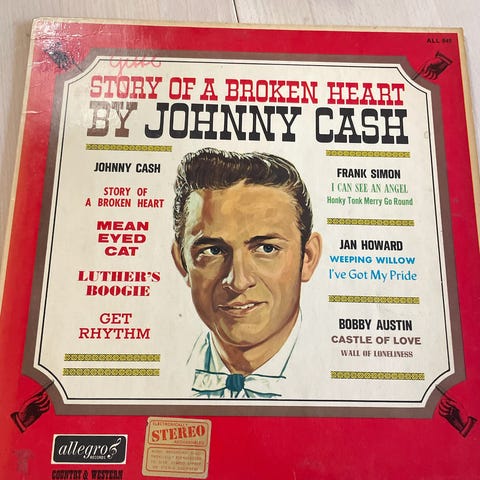 ALL 848
STORY OF A BROKEN HEART
BY JOHNNY CASH
JOHNNY CASH
STORY OF A
BROKEN HEART
MEAN
EYED
CAT
LUTHER'S
BOOGIE
GET
RHYTHM
FRANK SIMON
I CAN SEE AN ANGEL
Honky Tonk Merry Go Round
JAN HOWARD
WEEPING WILLOW
I've Got My Pride
BOBBY AUSTIN
CASTLE OF LOVE
WALL OF LONELINESS
allegro
RECORDS
COUNTRY & WESTERN
ELECTRONICALLY
STEREO